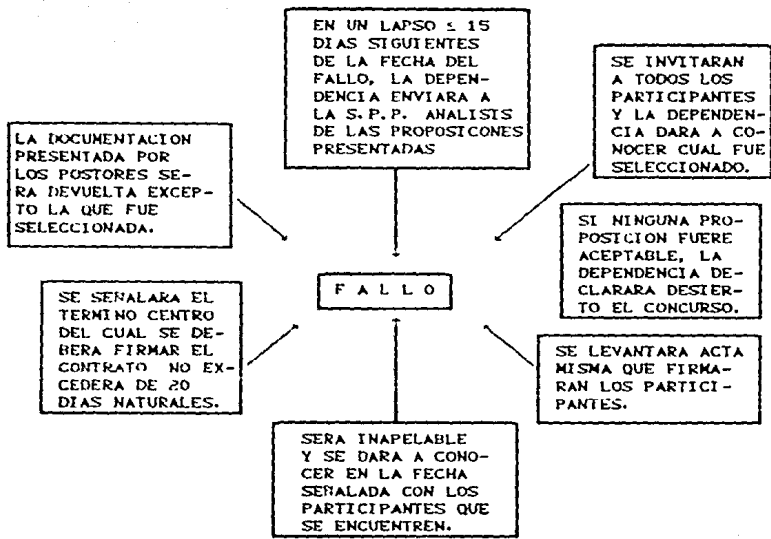 EN UN LAPSO ≤ 15
DIAS SIGUIENTES
DE LA FECHA DEL
FALLO, LA DEPEN-
DENCIA ENVIARA A
LA S.P.P. ANALISIS
DE LAS PROPOSICONES
PRESENTADAS
SE INVITARAN
A TODOS LOS
PARTICIPANTES
Y LA DEPENDEN-
CIA DARA A CO-
NOCER CUAL FUE
SELECCIONADO.
LA DOCUMENTACION
PRESENTADA POR
LOS POSTORES SE-
RA DEVUELTA EXCEP-
TO LA QUE FUE
SELECCIONADA.
SI NINGUNA PRO-
POSICION FUERE
ACEPTABLE, LA
DEPENDENCIA DE-
CLARARA DESIER-
TO EL CONCURSO.
F A L L O
SE SEÑALARA EL
TERMINO CENTRO
DEL CUAL SE DE-
BERA FIRMAR EL
CONTRATO NO EX-
CEDERA DE 20
DIAS NATURALES.
SE LEVANTARA ACTA
MISMA QUE FIRMA-
RAN LOS PARTICI-
PANTES.
SERA INAPELABLE
Y SE DARA A CONO-
CER EN LA FECHA
SEÑALADA CON LOS
PARTICIPANTES QUE
SE ENCUENTREN.